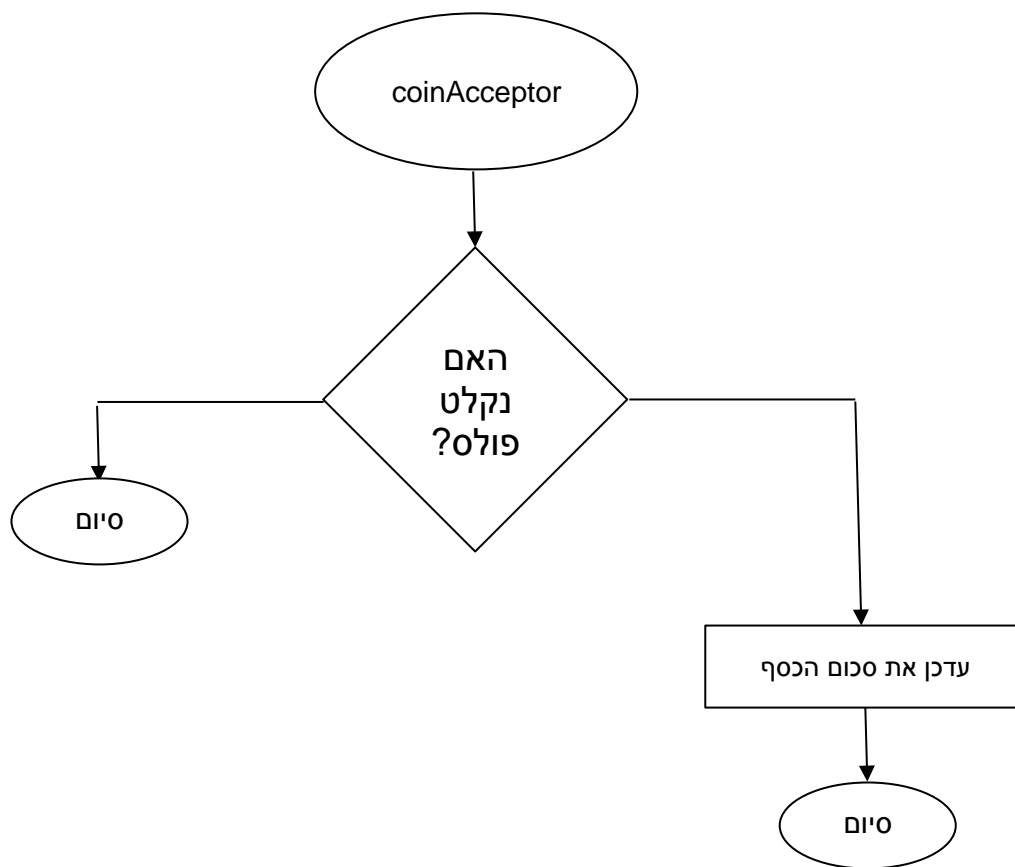 coinAcceptor
האם
נקלט
פולס?
סיום
עדכן את סכום הכסף
סיום